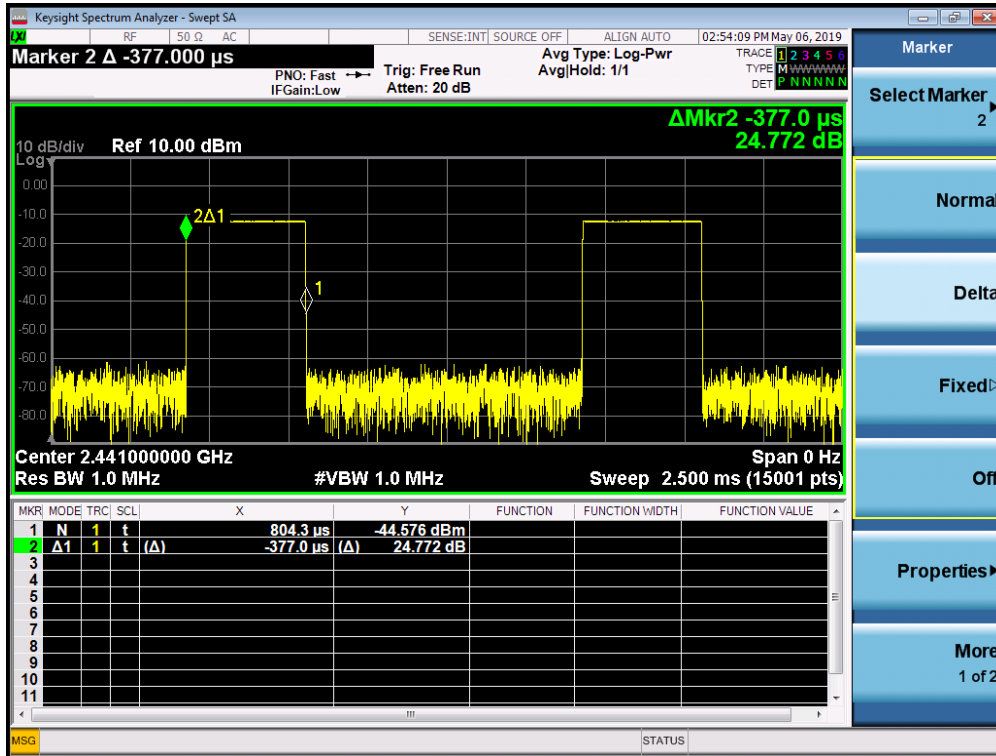 Keysight Spectrum Analyzer - Swept SA
LXI RF 50 Ω AC SENSE:INT SOURCE OFF ALIGN AUTO 02:54:09 PM May 06, 2019
Marker 2 Δ -377.000 µs
PNO: Fast
IFGain:Low
Trig: Free Run
Atten: 20 dB
Avg Type: Log-Pwr
Avg|Hold: 1/1
TRACE 1 2 3 4 5 6
TYPE M WWWWW
DET P N N N N N
ΔMkr2 -377.0 µs
24.772 dB
10 dB/div Ref 10.00 dBm
Log
0.00
-10.0
-20.0
-30.0
-40.0
-50.0
-60.0
-70.0
-80.0
2Δ1
1
Center 2.441000000 GHz Span 0 Hz
Res BW 1.0 MHz #VBW 1.0 MHz Sweep 2.500 ms (15001 pts)
MKR MODE TRC SCL X Y FUNCTION FUNCTION WIDTH FUNCTION VALUE
1 N 1 t 804.3 µs -44.576 dBm
2 Δ1 1 t (Δ) -377.0 µs (Δ) 24.772 dB
3
4
5
6
7
8
9
10
11
MSG STATUS
Marker
Select Marker
2
Normal
Delta
Fixed
Off
Properties
More
1 of 2